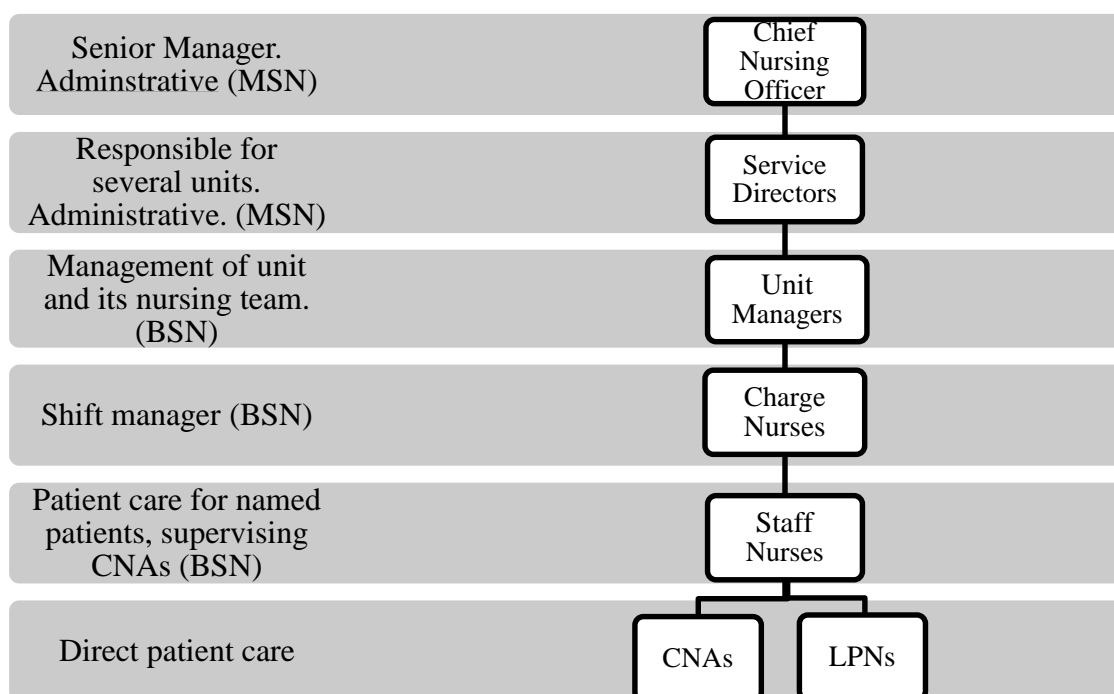 Senior Manager.
Adminstrative (MSN)
Chief
Nursing
Officer
Responsible for
several units.
Administrative. (MSN)
Service
Directors
Management of unit
and its nursing team.
(BSN)
Unit
Managers
Shift manager (BSN)
Charge
Nurses
Patient care for named
patients, supervising
CNAs (BSN)
Staff
Nurses
Direct patient care
CNAs
LPNs